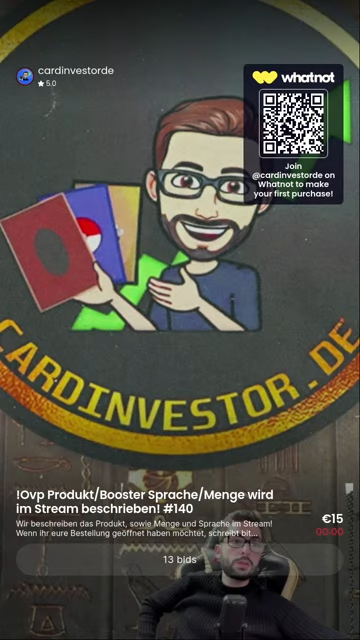 cardinvestorde
★ 5.0
whatnot
Join
@cardinvestorde on
Whatnot to make
your first purchase!
CARDINVESTOR.DE
!Ovp Produkt/Booster Sprache/Menge wird
im Stream beschrieben! #140
€15
Wir beschreiben das Produkt, sowie Menge und Sprache im Stream!
00:00
Wenn ihr eure Bestellung geöffnet haben möchtet, schreibt bit...
13 bids